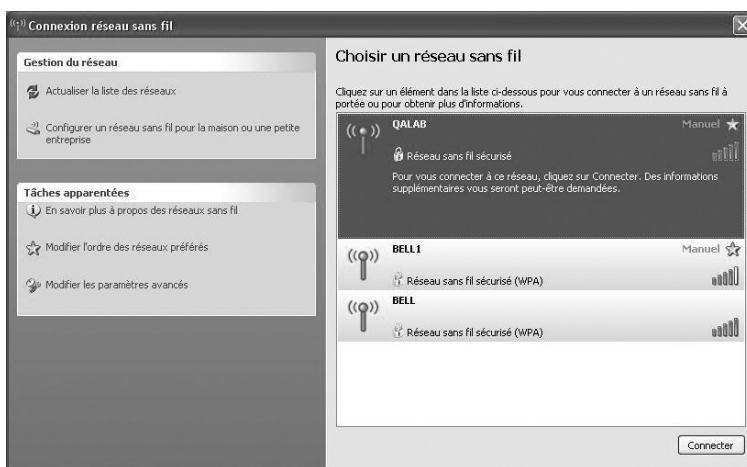 Connexion réseau sans fil
Gestion du réseau
Actualiser la liste des réseaux
Configurer un réseau sans fil pour la maison ou une petite
entreprise
Tâches apparentées
En savoir plus à propos des réseaux sans fil
Modifier l'ordre des réseaux préférés
Modifier les paramètres avancés
Choisir un réseau sans fil
Cliquez sur un élément dans la liste ci-dessous pour vous connecter à un réseau sans fil à
portée ou pour obtenir plus d'informations.
QALAB Manuel
Réseau sans fil sécurisé
Pour vous connecter à ce réseau, cliquez sur Connecter. Des informations
supplémentaires vous seront peut-être demandées.
BELL1 Manuel
Réseau sans fil sécurisé (WPA)
BELL
Réseau sans fil sécurisé (WPA)
Connecter